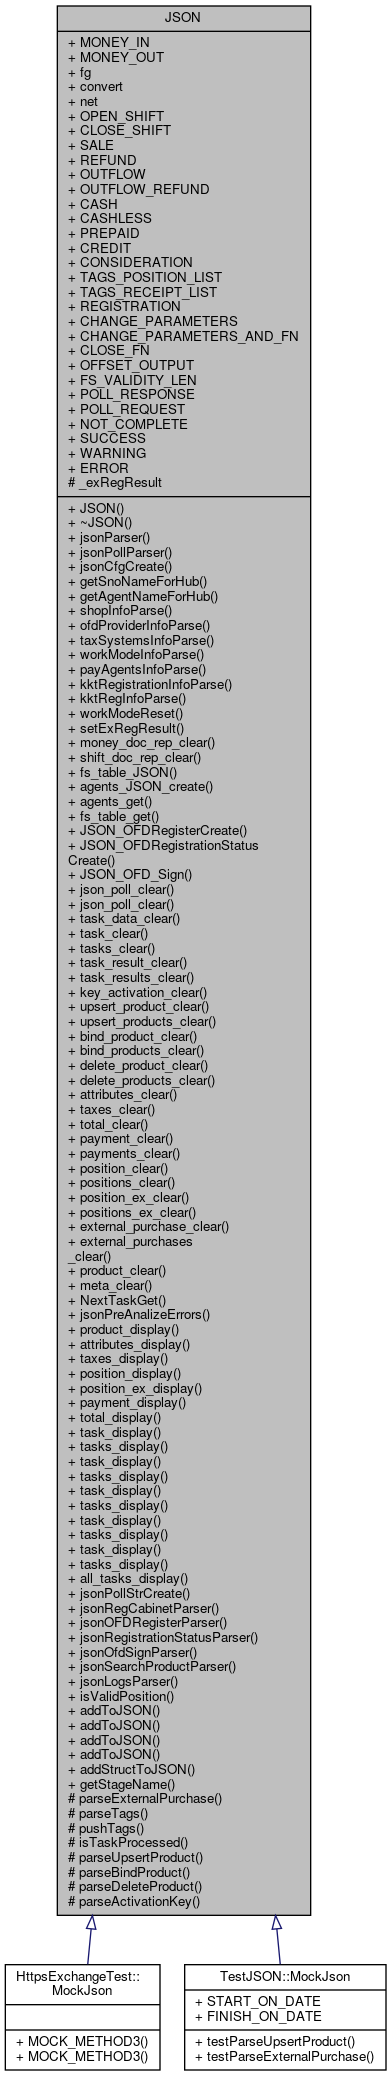 JSON
+ MONEY_IN
+ MONEY_OUT
+ fg
+ convert
+ net
+ OPEN_SHIFT
+ CLOSE_SHIFT
+ SALE
+ REFUND
+ OUTFLOW
+ OUTFLOW_REFUND
+ CASH
+ CASHLESS
+ PREPAID
+ CREDIT
+ CONSIDERATION
+ TAGS_POSITION_LIST
+ TAGS_RECEIPT_LIST
+ REGISTRATION
+ CHANGE_PARAMETERS
+ CHANGE_PARAMETERS_AND_FN
+ CLOSE_FN
+ OFFSET_OUTPUT
+ FS_VALIDITY_LEN
+ POLL_RESPONSE
+ POLL_REQUEST
+ NOT_COMPLETE
+ SUCCESS
+ WARNING
+ ERROR
# _exRegResult
+ JSON()
+ ~JSON()
+ jsonParser()
+ jsonPollParser()
+ jsonCfgCreate()
+ getSnoNameForHub()
+ getAgentNameForHub()
+ shopInfoParse()
+ ofdProviderInfoParse()
+ taxSystemsInfoParse()
+ workModeInfoParse()
+ payAgentsInfoParse()
+ kktRegistrationInfoParse()
+ kktRegInfoParse()
+ workModeReset()
+ setExRegResult()
+ money_doc_rep_clear()
+ shift_doc_rep_clear()
+ fs_table_JSON()
+ agents_JSON_create()
+ agents_get()
+ fs_table_get()
+ JSON_OFDRegisterCreate()
+ JSON_OFDRegistrationStatus
Create()
+ JSON_OFD_Sign()
+ json_poll_clear()
+ json_poll_clear()
+ task_data_clear()
+ task_clear()
+ tasks_clear()
+ task_result_clear()
+ task_results_clear()
+ key_activation_clear()
+ upsert_product_clear()
+ upsert_products_clear()
+ bind_product_clear()
+ bind_products_clear()
+ delete_product_clear()
+ delete_products_clear()
+ attributes_clear()
+ taxes_clear()
+ total_clear()
+ payment_clear()
+ payments_clear()
+ position_clear()
+ positions_clear()
+ position_ex_clear()
+ positions_ex_clear()
+ external_purchase_clear()
+ external_purchases
_clear()
+ product_clear()
+ meta_clear()
+ NextTaskGet()
+ jsonPreAnalizeErrors()
+ product_display()
+ attributes_display()
+ taxes_display()
+ position_display()
+ position_ex_display()
+ payment_display()
+ total_display()
+ task_display()
+ tasks_display()
+ task_display()
+ tasks_display()
+ task_display()
+ tasks_display()
+ task_display()
+ tasks_display()
+ task_display()
+ tasks_display()
+ all_tasks_display()
+ jsonPollStrCreate()
+ jsonRegCabinetParser()
+ jsonOFDRegisterParser()
+ jsonRegistrationStatusParser()
+ jsonOfdSignParser()
+ jsonSearchProductParser()
+ jsonLogsParser()
+ isValidPosition()
+ addToJSON()
+ addToJSON()
+ addToJSON()
+ addToJSON()
+ addStructToJSON()
+ getStageName()
# parseExternalPurchase()
# parseTags()
# pushTags()
# isTaskProcessed()
# parseUpsertProduct()
# parseBindProduct()
# parseDeleteProduct()
# parseActivationKey()
HttpsExchangeTest::
MockJson
+ MOCK_METHOD3()
+ MOCK_METHOD3()
TestJSON::MockJson
+ START_ON_DATE
+ FINISH_ON_DATE
+ testParseUpsertProduct()
+ testParseExternalPurchase()